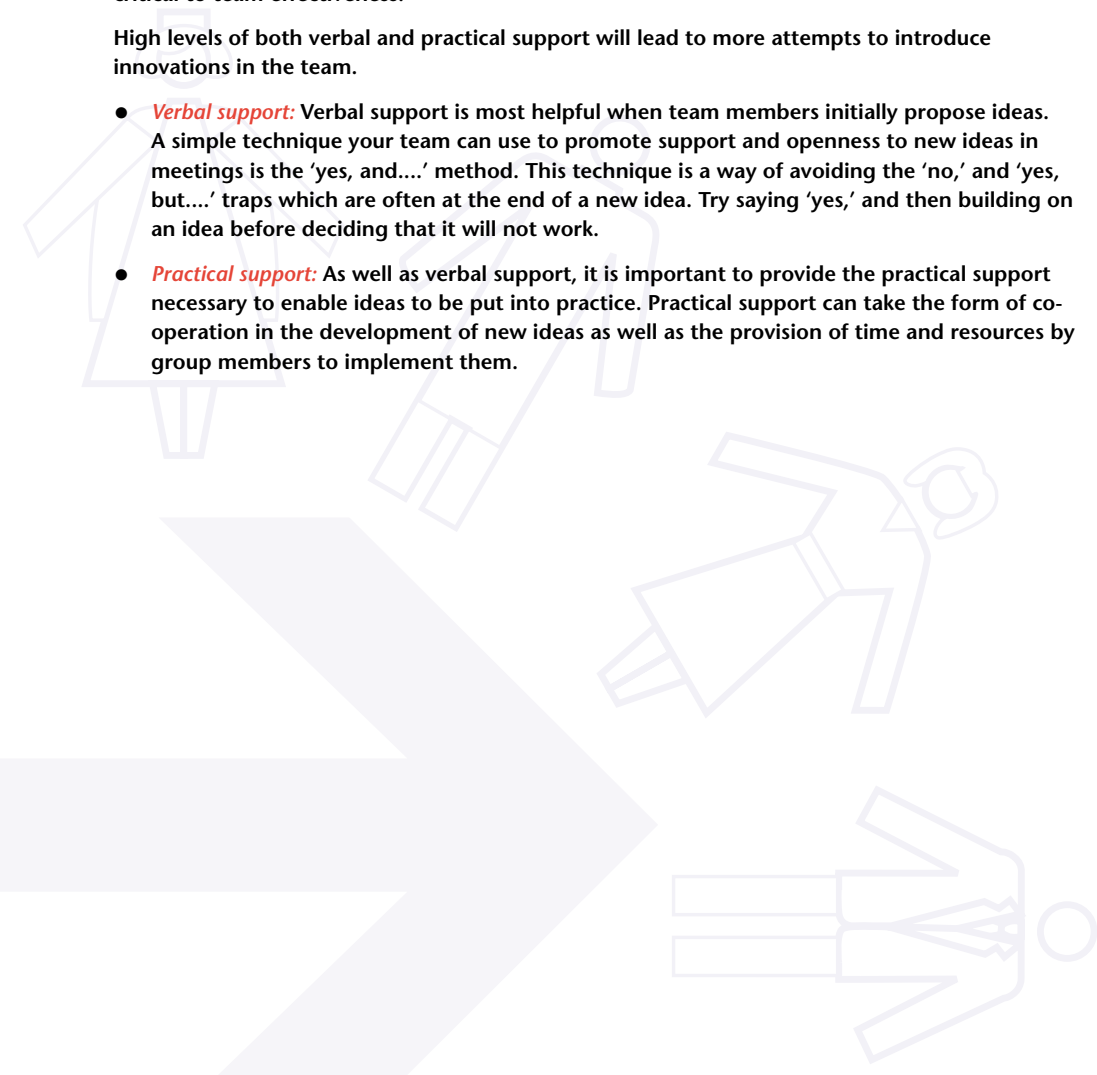 critical to team effectiveness.
High levels of both verbal and practical support will lead to more attempts to introduce
innovations in the team.
● Verbal support: Verbal support is most helpful when team members initially propose ideas.
A simple technique your team can use to promote support and openness to new ideas in
meetings is the ‘yes, and....’ method. This technique is a way of avoiding the ‘no,’ and ‘yes,
but....’ traps which are often at the end of a new idea. Try saying ‘yes,’ and then building on
an idea before deciding that it will not work.
● Practical support: As well as verbal support, it is important to provide the practical support
necessary to enable ideas to be put into practice. Practical support can take the form of co-
operation in the development of new ideas as well as the provision of time and resources by
group members to implement them.